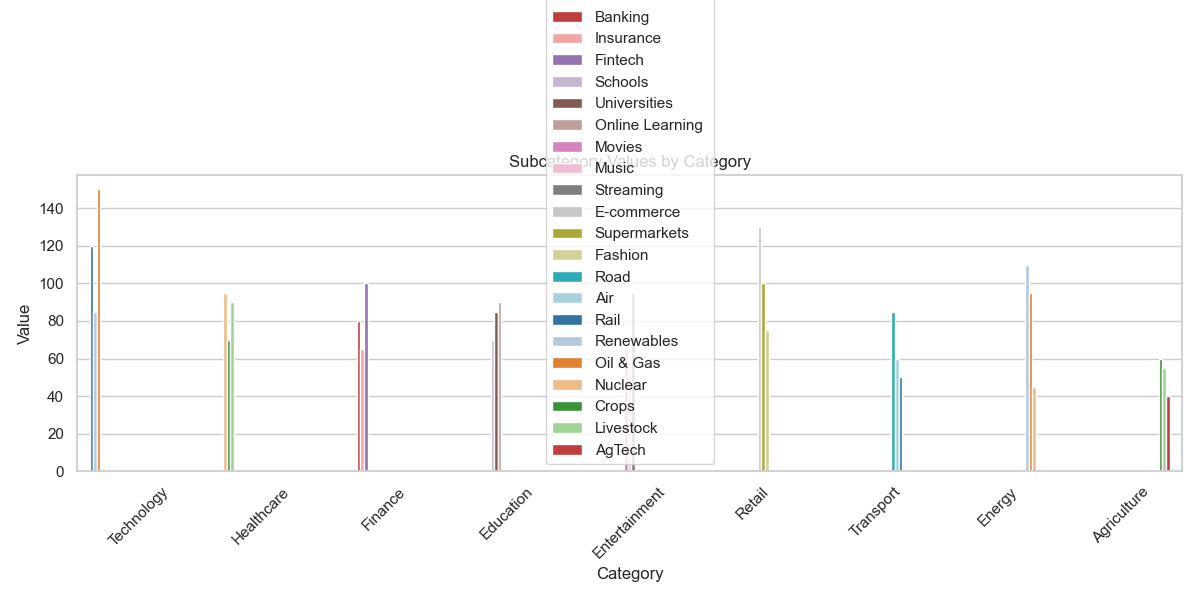 Banking
Insurance
Fintech
Schools
Universities
Online Learning
Movies
Music
Streaming
E-commerce
Supermarkets
Fashion
Road
Air
Rail
Renewables
Oil & Gas
Nuclear
Crops
Livestock
AgTech
Subcategory Values by Category
Value
140
120
100
80
60
40
20
0
Technology
Healthcare
Finance
Education
Entertainment
Retail
Transport
Energy
Agriculture
Category